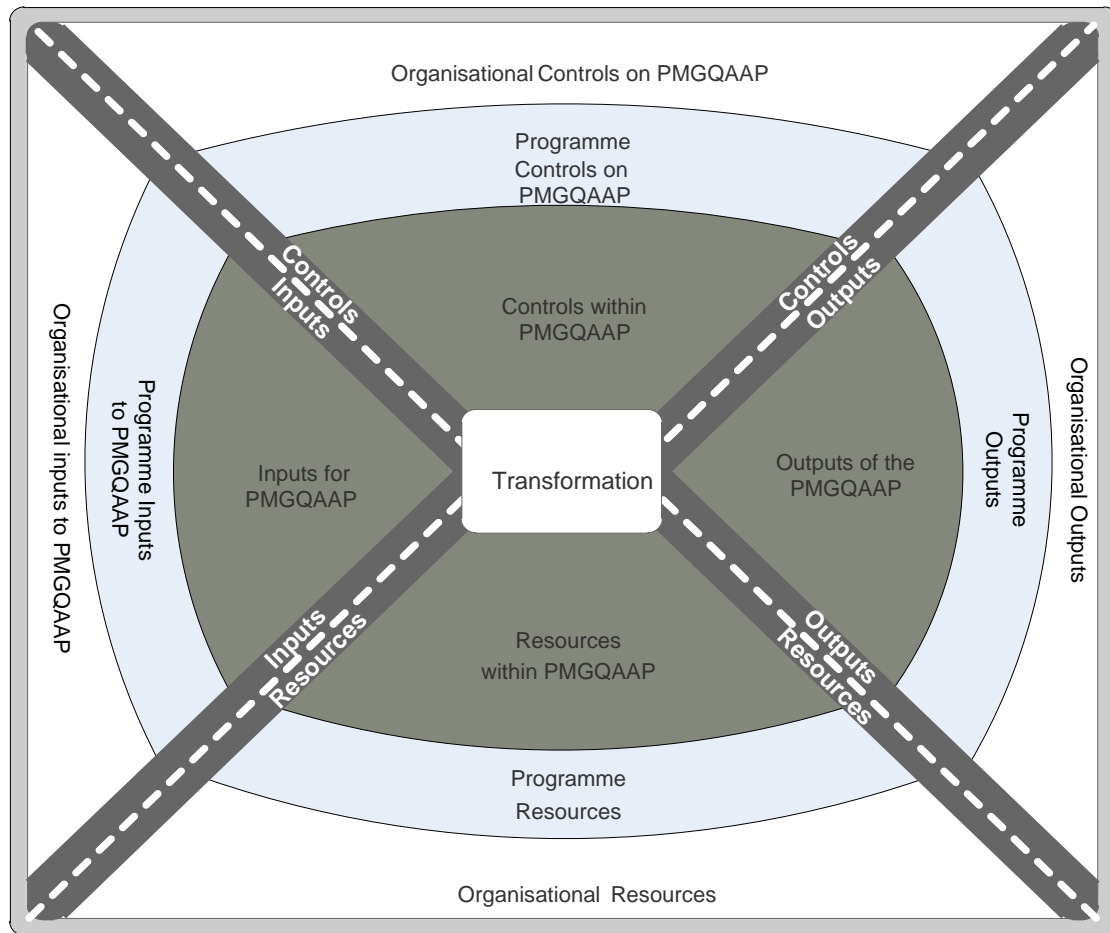 Organisational Controls on PMGQAAP
Programme
Controls on
PMGQAAP
Controls
Inputs
Controls
Outputs
Controls within
PMGQAAP
Organisational inputs to PMGQAAP
Programme Inputs
to PMGQAAP
Inputs for
PMGQAAP
Transformation
Outputs of the
PMGQAAP
Programme
Outputs
Organisational Outputs
Inputs
Resources
Resources
within PMGQAAP
Outputs
Resources
Programme
Resources
Organisational Resources